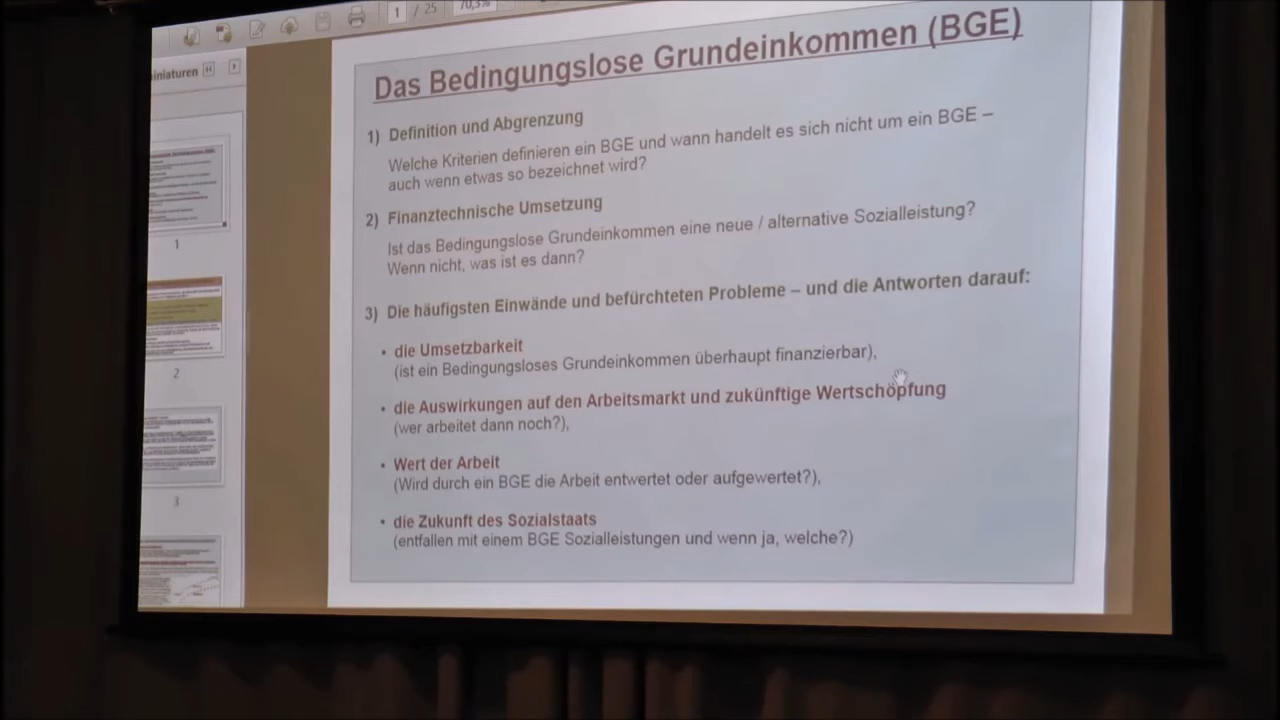 1 / 25
70,3%
iniaturen
Das Bedingungslose Grundeinkommen (BGE)
1) Definition und Abgrenzung
Welche Kriterien definieren ein BGE und wann handelt es sich nicht um ein BGE –
auch wenn etwas so bezeichnet wird?
2) Finanztechnische Umsetzung
Ist das Bedingungslose Grundeinkommen eine neue / alternative Sozialleistung?
Wenn nicht, was ist es dann?
3) Die häufigsten Einwände und befürchteten Probleme – und die Antworten darauf:
• die Umsetzbarkeit
(ist ein Bedingungsloses Grundeinkommen überhaupt finanzierbar),
• die Auswirkungen auf den Arbeitsmarkt und zukünftige Wertschöpfung
(wer arbeitet dann noch?),
• Wert der Arbeit
(Wird durch ein BGE die Arbeit entwertet oder aufgewertet?),
• die Zukunft des Sozialstaats
(entfallen mit einem BGE Sozialleistungen und wenn ja, welche?)
1
2
3